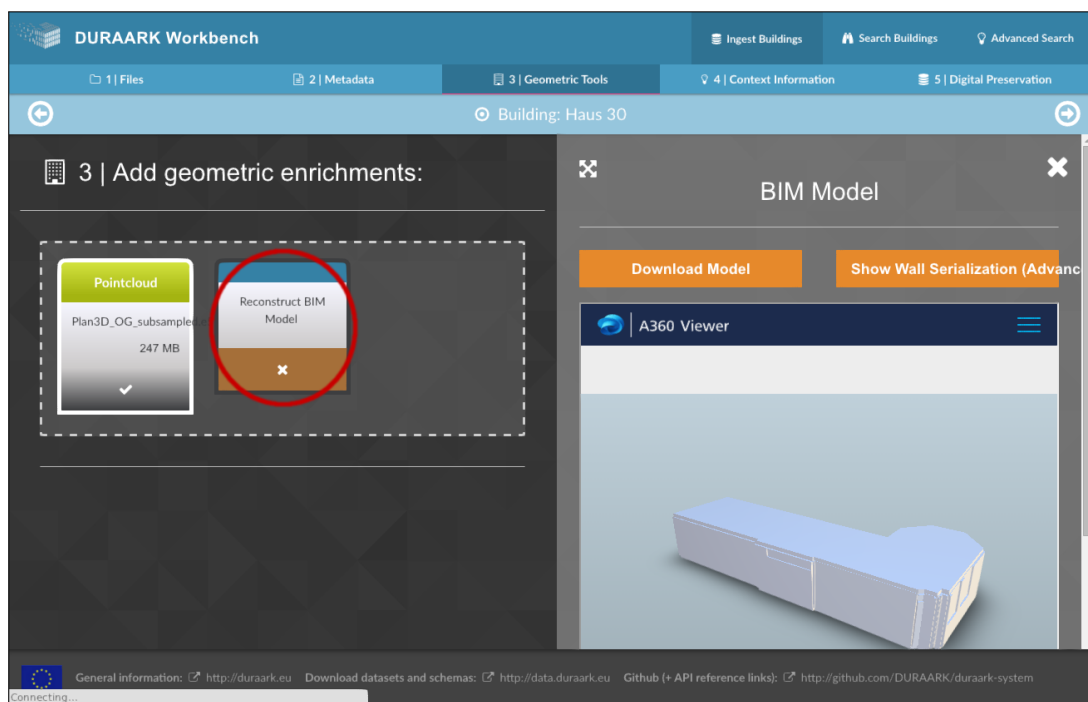 DURAARK Workbench
Ingest Buildings
Search Buildings
Advanced Search
1 | Files
2 | Metadata
3 | Geometric Tools
4 | Context Information
5 | Digital Preservation
Building: Haus 30
3 | Add geometric enrichments:
Pointcloud
Plan3D_OG_subsampled.
247 MB
Reconstruct BIM
Model
BIM Model
Download Model
Show Wall Serialization (Advanc
A360 Viewer
General information: http://duraark.eu Download datasets and schemas: http://data.duraark.eu Github (+ API reference links): http://github.com/DURAARK/duraark-system
Connecting...